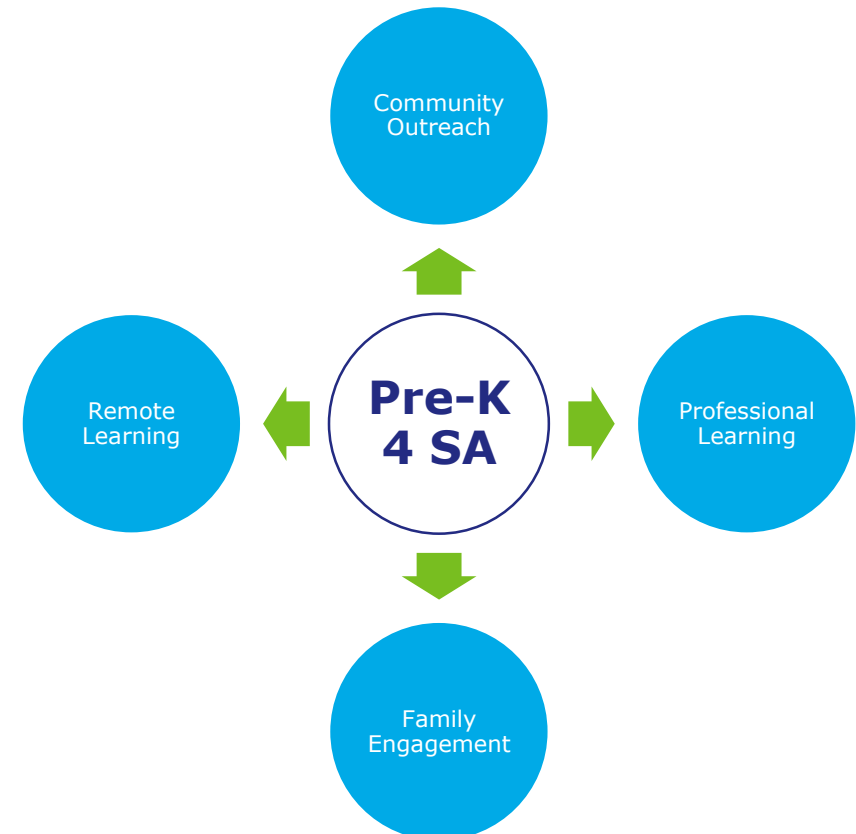 Community
Outreach
Remote
Learning
Pre-K
4 SA
Professional
Learning
Family
Engagement